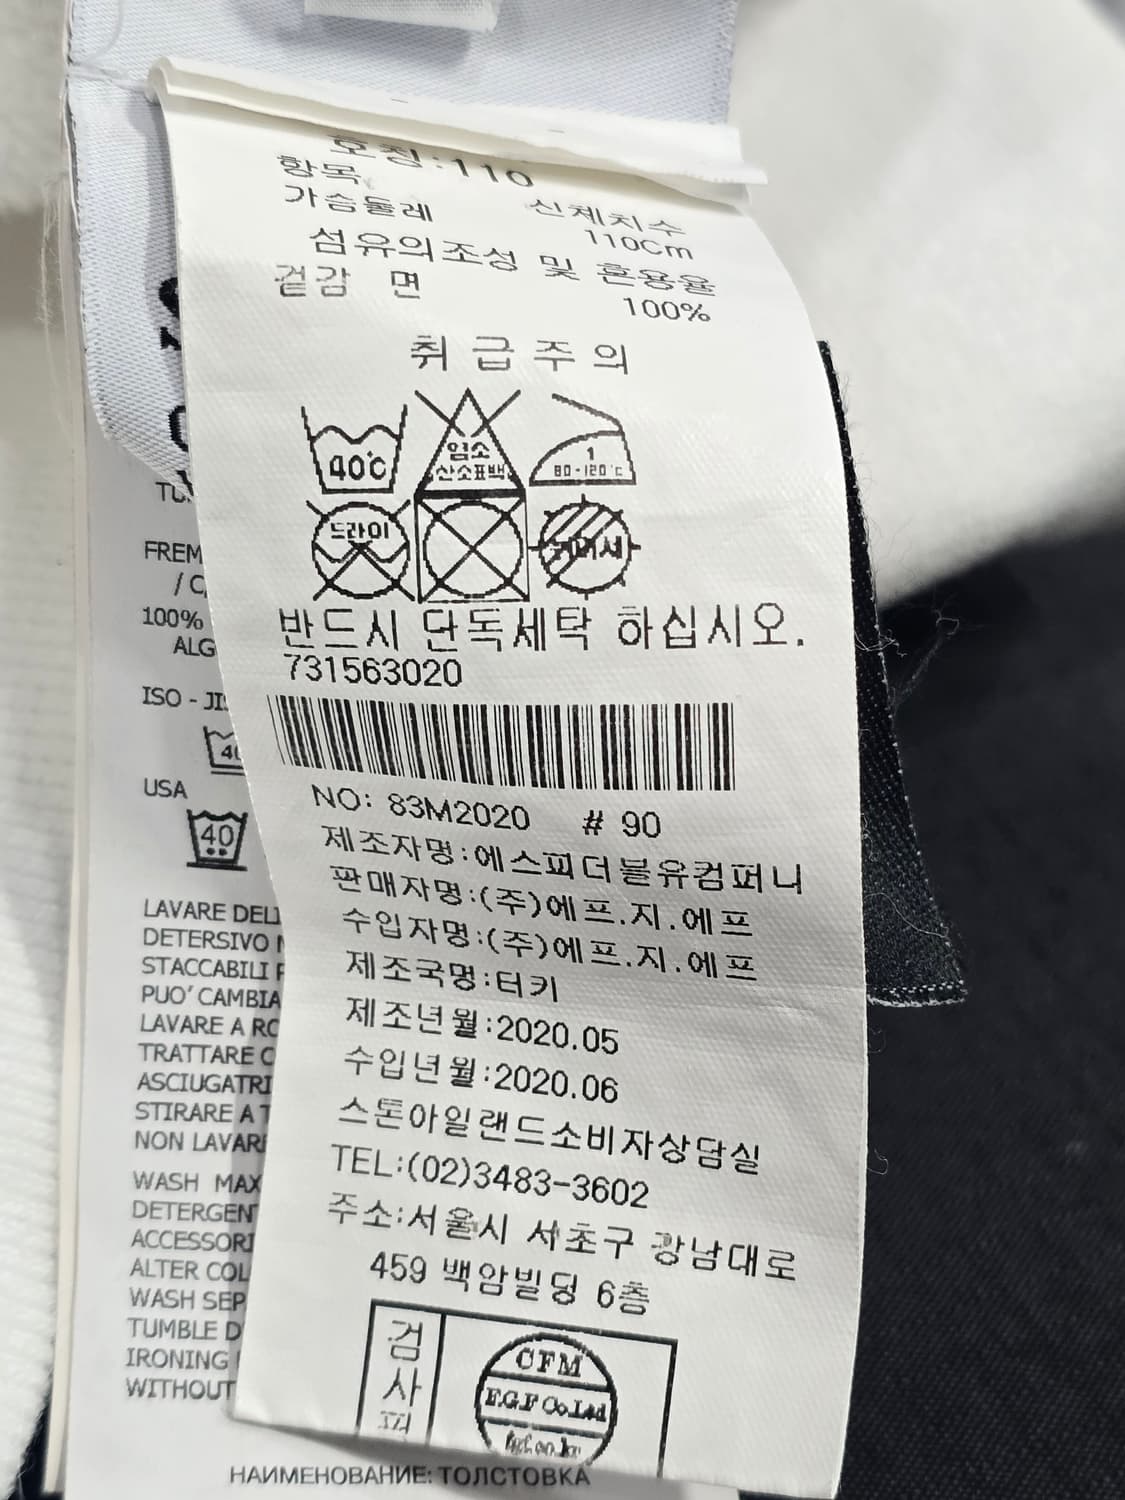 호칭:110
항목 신체치수
가슴둘레 110Cm
섬유의조성 및 혼용율
겉감 면 100%
취급주의
40℃
염소
산소표백
1
80-120℃
드라이
반드시 단독세탁 하십시오.
731563020
NO: 83M2020 # 90
제조자명:에스피더블유컴퍼니
판매자명:(주)에프.지.에프
수입자명:(주)에프.지.에프
제조국명:터키
제조년월:2020.05
수입년월:2020.06
스톤아일랜드소비자상담실
TEL:(02)3483-3602
주소:서울시 서초구 강남대로
459 백암빌딩 6층
검사필
CFM
F.G.F Co.Ltd
FREM
/ C
100%
ALG
ISO - JI
40
USA
40
LAVARE DEL
DETERSIVO
STACCABILI
PUO' CAMBIA
LAVARE A RO
TRATTARE C
ASCIUGATRI
STIRARE A T
NON LAVAR
WASH MAX
DETERGENT
ACCESSORI
ALTER COL
WASH SEP
TUMBLE D
IRONING
WITHOUT
НАИМЕНОВАНИЕ: ТОЛСТОВКА